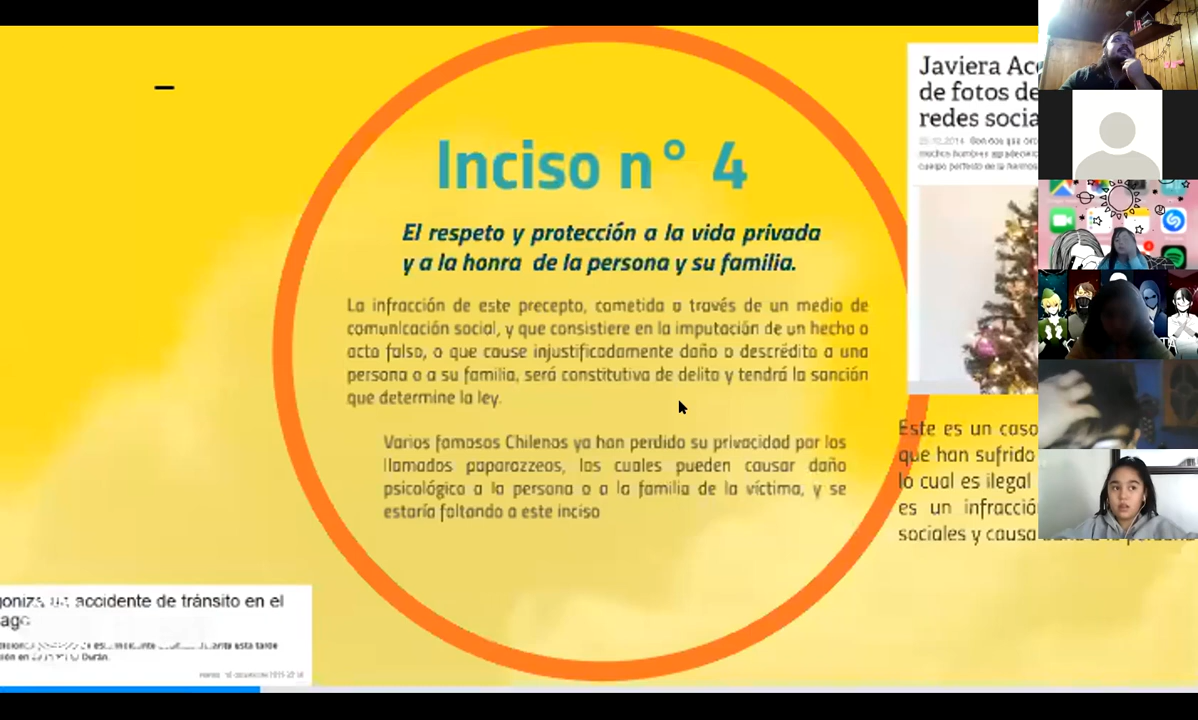 Inciso n° 4
El respeto y protección a la vida privada
y a la honra de la persona y su familia.
La infracción de este precepto, cometida a través de un medio de
comunicación social, y que consistiere en la imputación de un hecho o
acto falso, o que cause injustificadamente daño o descrédito a una
persona o a su familia, será constitutiva de delito y tendrá la sanción
que determine la ley.
Varios famosos Chilenos ya han perdido su privacidad por los
llamados paparazzeos, los cuales pueden causar daño
psicológico a la persona o a la familia de la víctima, y se
estaría faltando a este inciso
Javiera Ac
de fotos de
redes socia
Este es un caso
que han sufrido
lo cual es ilegal
es un infracció
sociales y causa
accidente de tránsito en el
Durán.